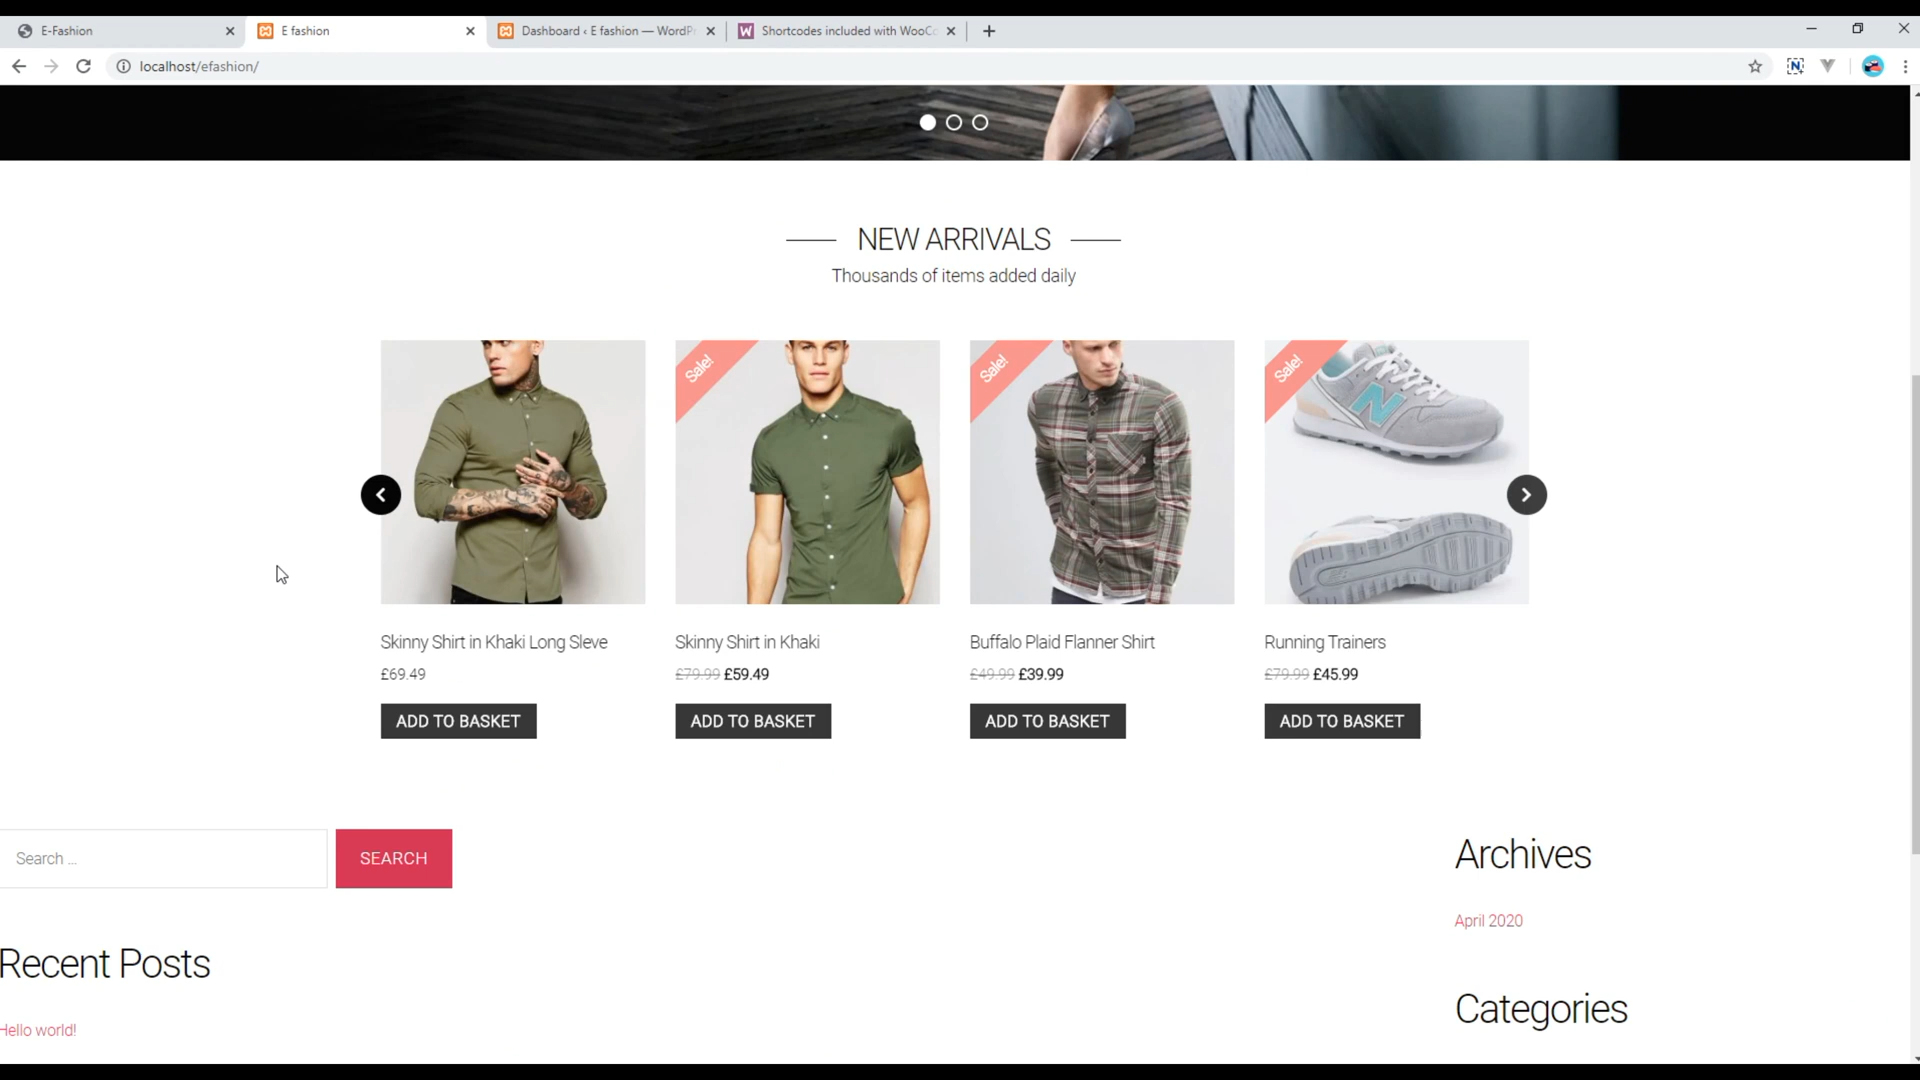 E-Fashion
E fashion
Dashboard ‹ E fashion — WordPr
Shortcodes included with WooCo
localhost/efashion/
NEW ARRIVALS
Thousands of items added daily
Sale!
Sale!
Sale!
N
Skinny Shirt in Khaki Long Sleve
Skinny Shirt in Khaki
Buffalo Plaid Flanner Shirt
Running Trainers
£69.49
£79.99 £59.49
£49.99 £39.99
£79.99 £45.99
ADD TO BASKET
ADD TO BASKET
ADD TO BASKET
ADD TO BASKET
Search …
SEARCH
Archives
April 2020
Recent Posts
Categories
Hello world!